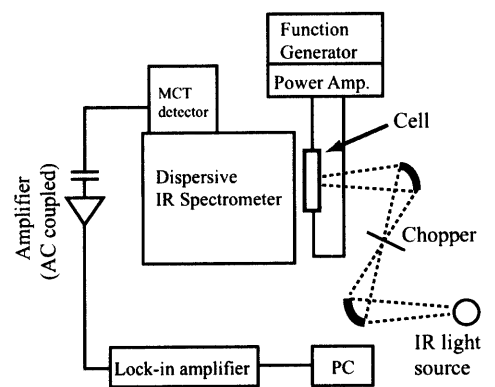 Function
Generator
Power Amp.
MCT
detector
Cell
Dispersive
IR Spectrometer
Amplifier
(AC coupled)
Chopper
IR light
source
Lock-in amplifier
PC